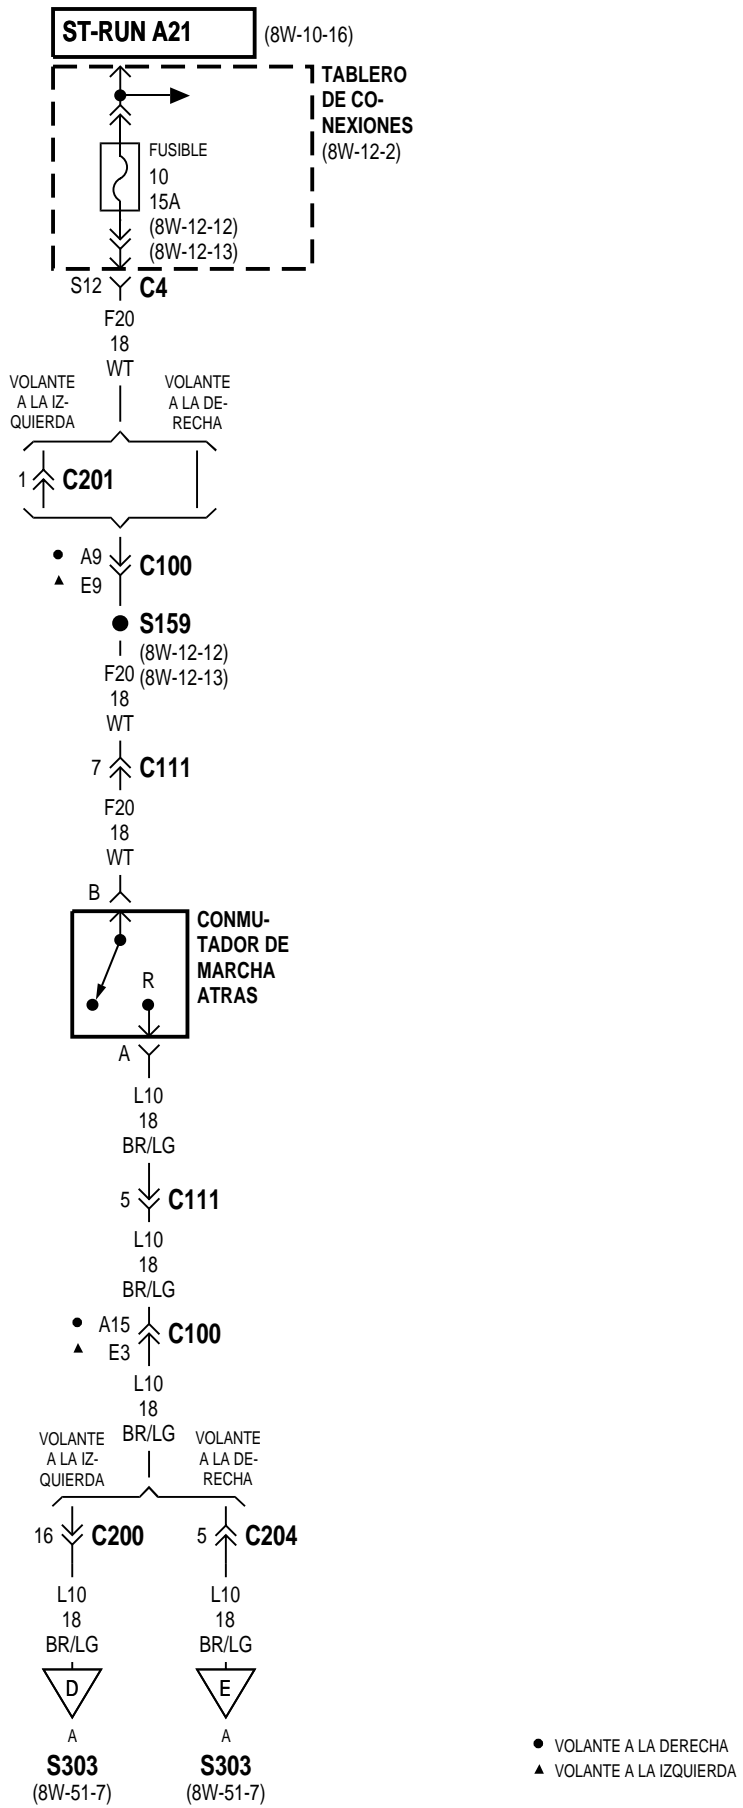 ST-RUN A21
(8W-10-16)
TABLERO
DE CO-
NEXIONES
(8W-12-2)
FUSIBLE
10
15A
(8W-12-12)
(8W-12-13)
S12
C4
F20
18
WT
VOLANTE
A LA IZ-
QUIERDA
VOLANTE
A LA DE-
RECHA
1
C201
A9
E9
C100
S159
(8W-12-12)
(8W-12-13)
F20
18
WT
7
C111
F20
18
WT
B
CONMU-
TADOR DE
MARCHA
ATRAS
R
A
L10
18
BR/LG
5
C111
L10
18
BR/LG
A15
E3
C100
L10
18
BR/LG
VOLANTE
A LA IZ-
QUIERDA
VOLANTE
A LA DE-
RECHA
16
C200
5
C204
L10
18
BR/LG
L10
18
BR/LG
D
E
A
A
S303
(8W-51-7)
S303
(8W-51-7)
● VOLANTE A LA DERECHA
▲ VOLANTE A LA IZQUIERDA